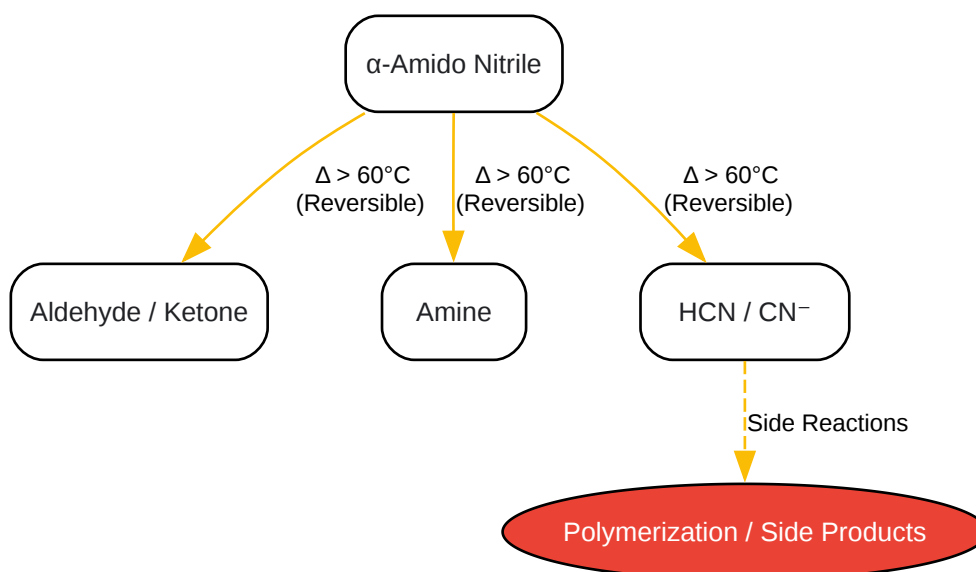 α-Amido Nitrile
Δ > 60°C
(Reversible)
Δ > 60°C
(Reversible)
Δ > 60°C
(Reversible)
Aldehyde / Ketone
Amine
HCN / CN⁻
Side Reactions
Polymerization / Side Products